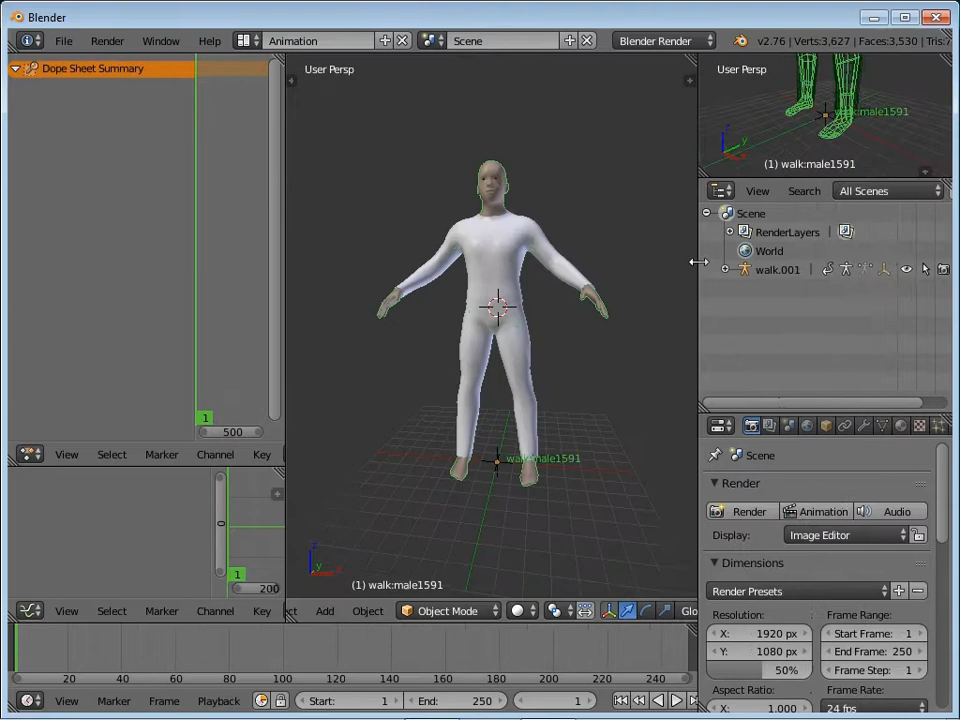 Blender
File Render Window Help Animation Scene Blender Render v2.76 | Verts:3,627 | Faces:3,530 | Tris:7
Dope Sheet Summary
1
500
View Select Marker Channel Key
0
1
200
View Select Marker Channel Key
User Persp
walk:male1591
(1) walk:male1591
Add Object Object Mode Glo
User Persp
walk:male1591
(1) walk:male1591
View Search All Scenes
Scene
RenderLayers
World
walk.001
Scene
Render
Render Animation Audio
Display: Image Editor
Dimensions
Render Presets
Resolution: Frame Range:
X: 1920 px Start Frame: 1
Y: 1080 px End Frame: 250
50% Frame Step: 1
Aspect Ratio: Frame Rate:
X: 1.000 24 fps
20 40 60 80 100 120 140 160 180 200 220 240
View Marker Frame Playback Start: 1 End: 250 1